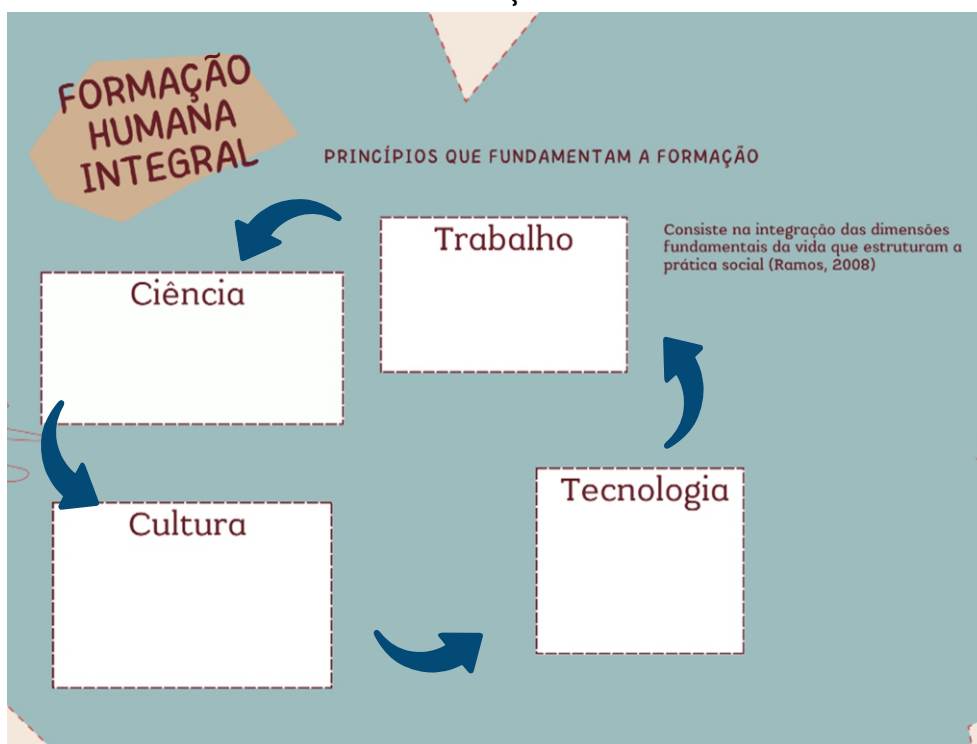 FORMAÇÃO
HUMANA
INTEGRAL
PRINCÍPIOS QUE FUNDAMENTAM A FORMAÇÃO
Trabalho
Consiste na integração das dimensões
fundamentais da vida que estruturam a
prática social (Ramos, 2008)
Ciência
Cultura
Tecnologia